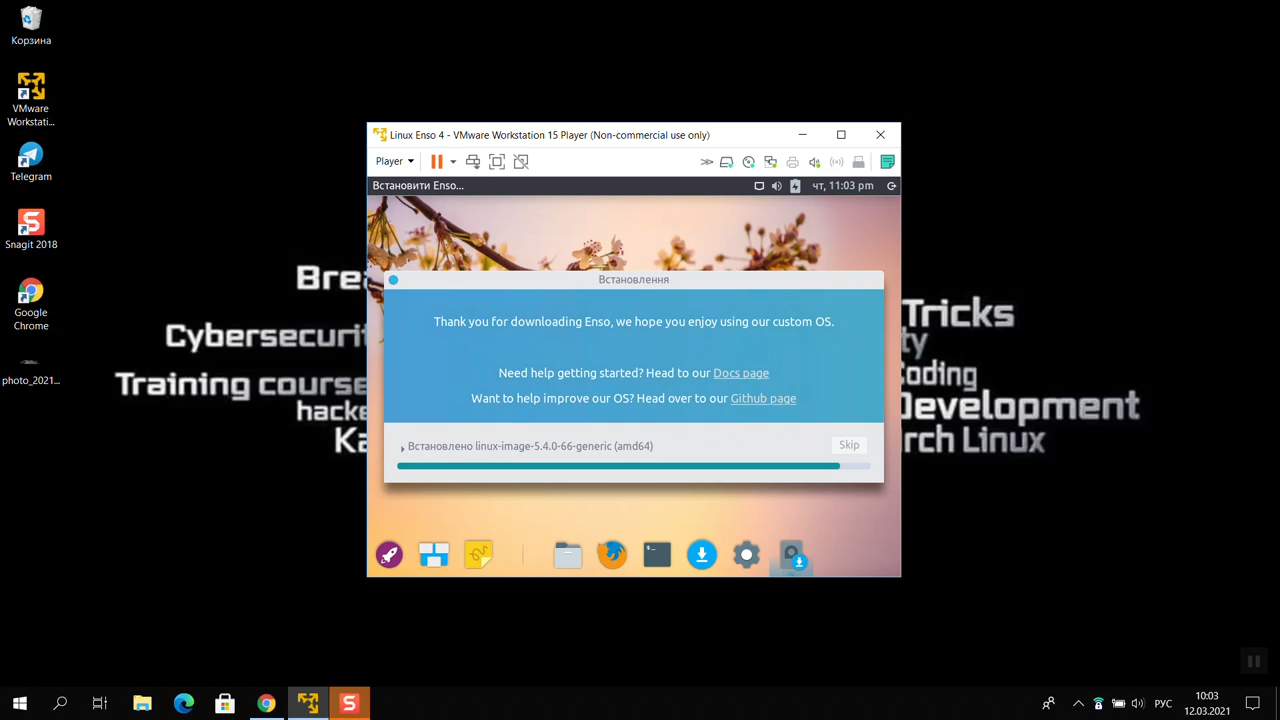 Корзина
VMware
Workstati...
Telegram
Snagit 2018
Google
Chrome
photo_2021...
Linux Enso 4 - VMware Workstation 15 Player (Non-commercial use only)
Player
Встановити Enso...
чт, 11:03 pm
Встановлення
Thank you for downloading Enso, we hope you enjoy using our custom OS.
Need help getting started? Head to our Docs page
Want to help improve our OS? Head over to our Github page
Встановлено linux-image-5.4.0-66-generic (amd64)
Skip
Brea
Tricks
Cybersecurit
ty
Training course
Coding
hacke
Development
Ka
rch Linux
РУС
10:03
12.03.2021